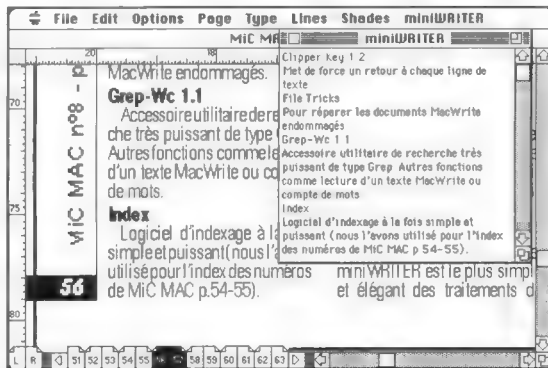 File Edit Options Page Type Lines Shades miniWRITER
MiC MA
miniWRITER
20
18
70
75
80
MiC MAC nº8 - p
56
MacWrite endommagés.
Grep-Wc 1.1
Accessoire utilitaire de re
che très puissant de type
Autres fonctions comme le
d'un texte MacWrite ou co
de mots.
Index
Logiciel d'indexage à la
simple et puissant (nous l'a
utilisé pour l'index des numéros
de MiC MAC p.54-55).
Clipper Key 1 2
Met de force un retour à chaque ligne de
texte
File Tricks
Pour réparer les documents MacWrite
endommagés
Grep-Wc 1 1
Accessoire utilitaire de recherche très
puissant de type Grep Autres fonctions
comme lecture d'un texte MacWrite ou
compte de mots
Index
Logiciel d'indexage à la fois simple et
puissant (nous l'avons utilisé pour l'index
des numéros de MiC MAC p 54-55).
mini WRITER est le plus simpl
et élégant des traitements d
L R 51 52 53 54 55 56 57 58 59 60 61 62 63